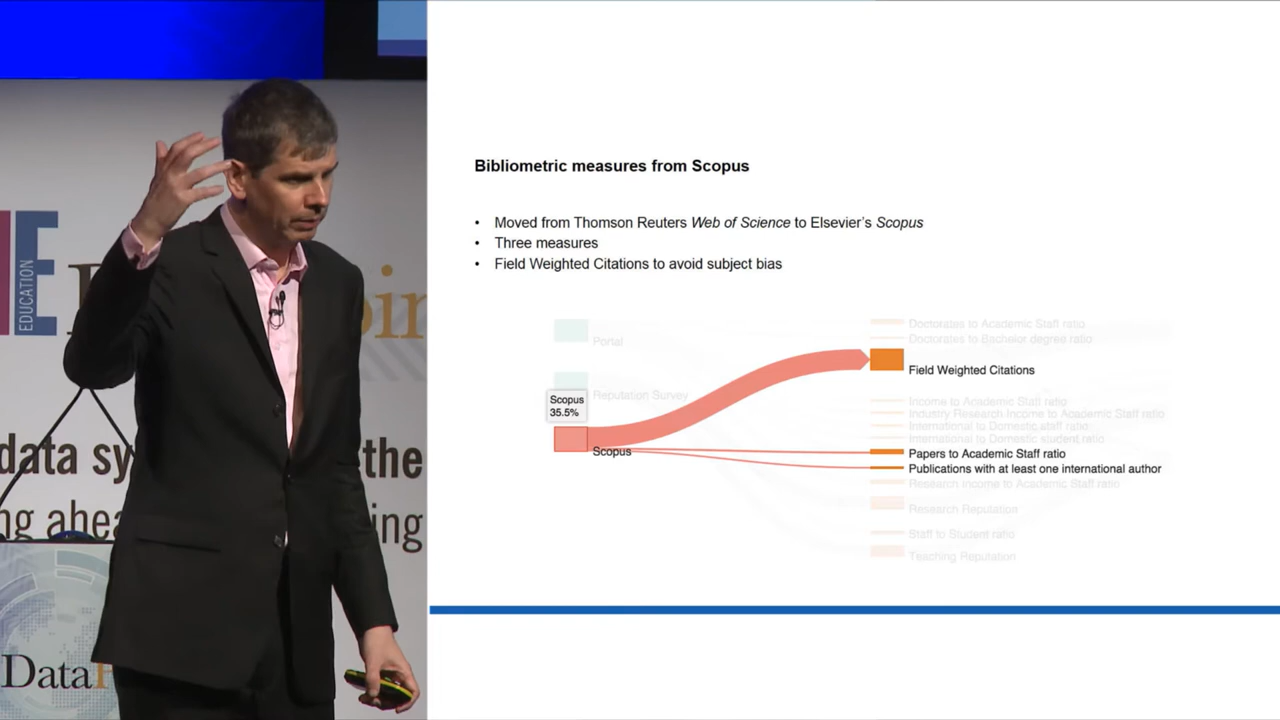 EDUCATION
data sy
the
ng ahea
ing
Data
Bibliometric measures from Scopus
• Moved from Thomson Reuters Web of Science to Elsevier's Scopus
• Three measures
• Field Weighted Citations to avoid subject bias
Portal
Reputation Survey
Scopus
35.5%
Scopus
Doctorates to Academic Staff ratio
Doctorates to Bachelor degree ratio
Field Weighted Citations
Income to Academic Staff ratio
Industry Research Income to Academic Staff ratio
International to Domestic staff ratio
International to Domestic student ratio
Papers to Academic Staff ratio
Publications with at least one international author
Research Income to Academic Staff ratio
Research Reputation
Staff to Student ratio
Teaching Reputation